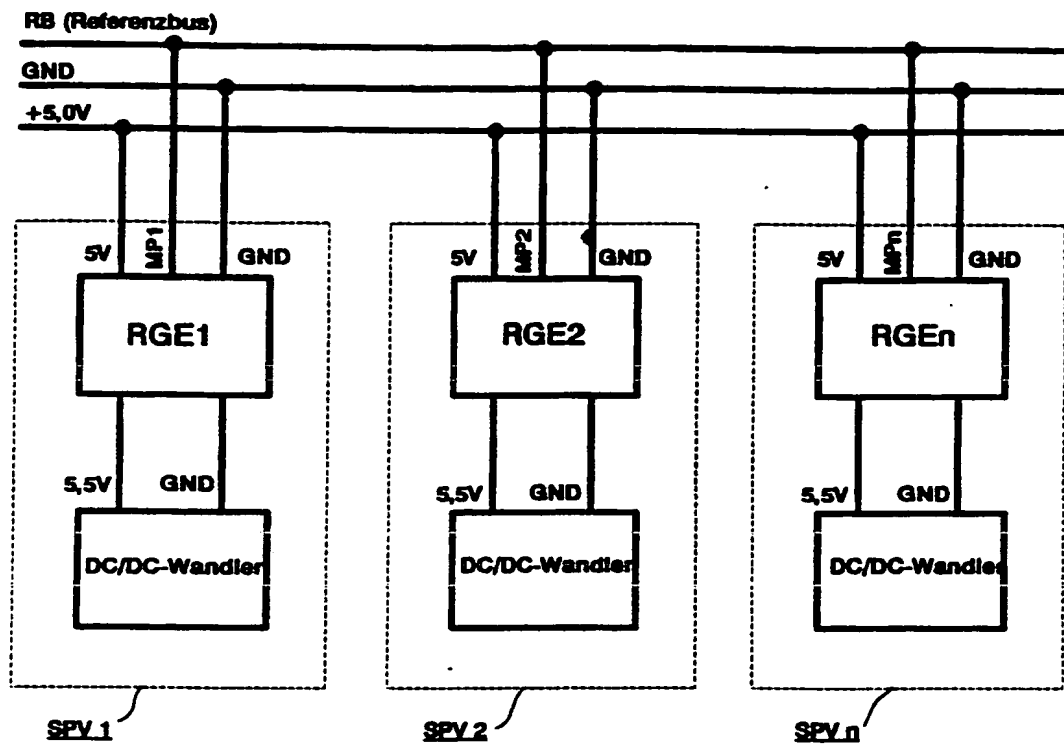 RB (Referenzbus)
GND
+5,0V
5V MP1 GND
5V MP2 GND
5V MPn GND
RGE1 RGE2 RGEn
5,5V GND 5,5V GND 5,5V GND
DC/DC-Wandler DC/DC-Wandler DC/DC-Wandler
SPV 1 SPV 2 SPV n